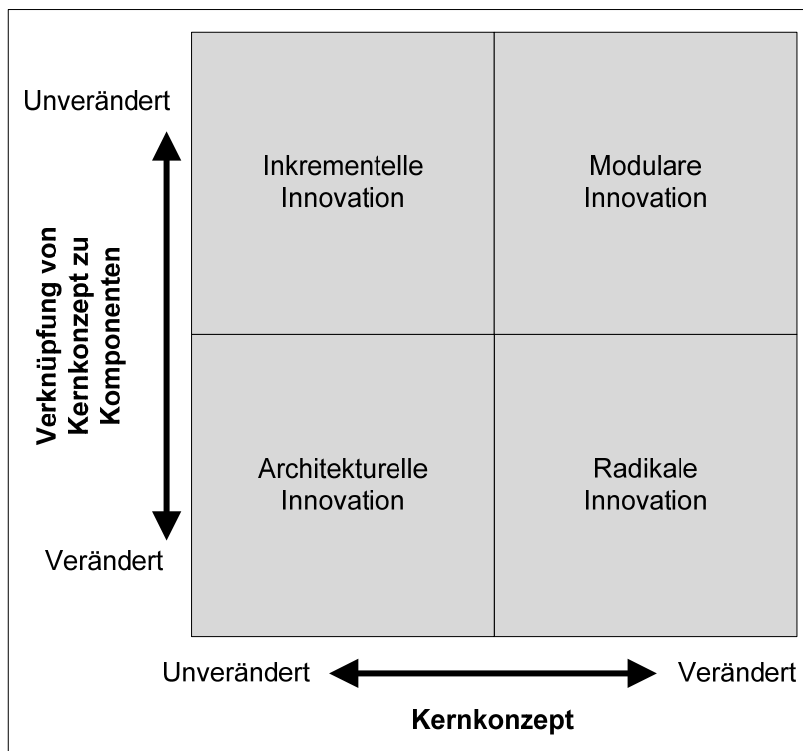 Unverändert
Inkrementelle
Innovation
Modulare
Innovation
Verknüpfung von
Kernkonzept zu
Komponenten
Architekturelle
Innovation
Radikale
Innovation
Verändert
Unverändert
Verändert
Kernkonzept